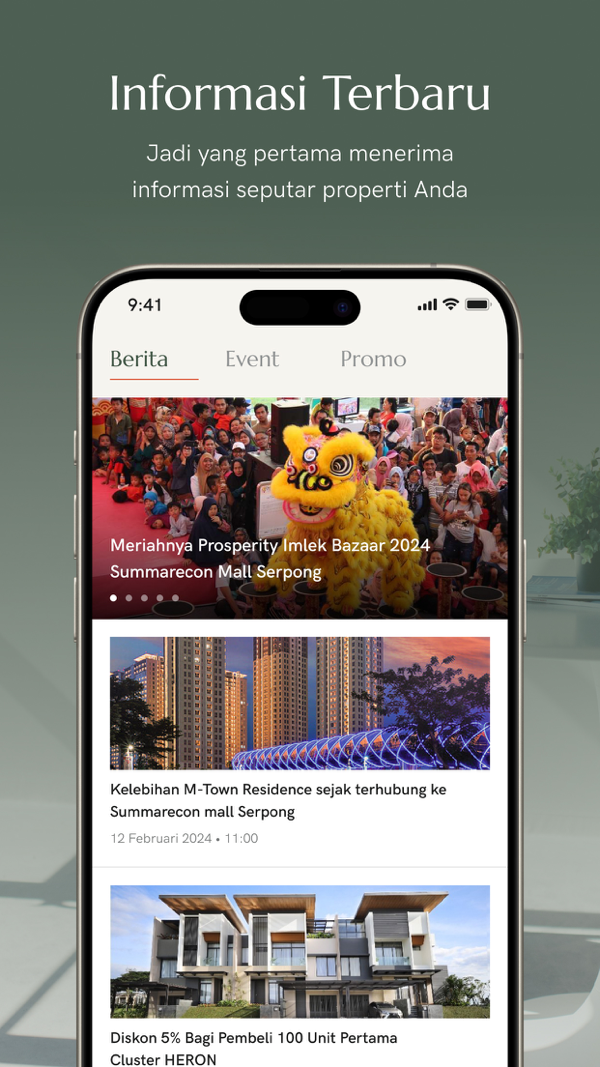 Informasi Terbaru
Jadi yang pertama menerima
informasi seputar properti Anda
9:41
Berita
Event
Promo
Meriahnya Prosperity Imlek Bazaar 2024
Summarecon Mall Serpong
Kelebihan M-Town Residence sejak terhubung ke
Summarecon mall Serpong
12 Februari 2024 • 11:00
Diskon 5% Bagi Pembeli 100 Unit Pertama
Cluster HERON